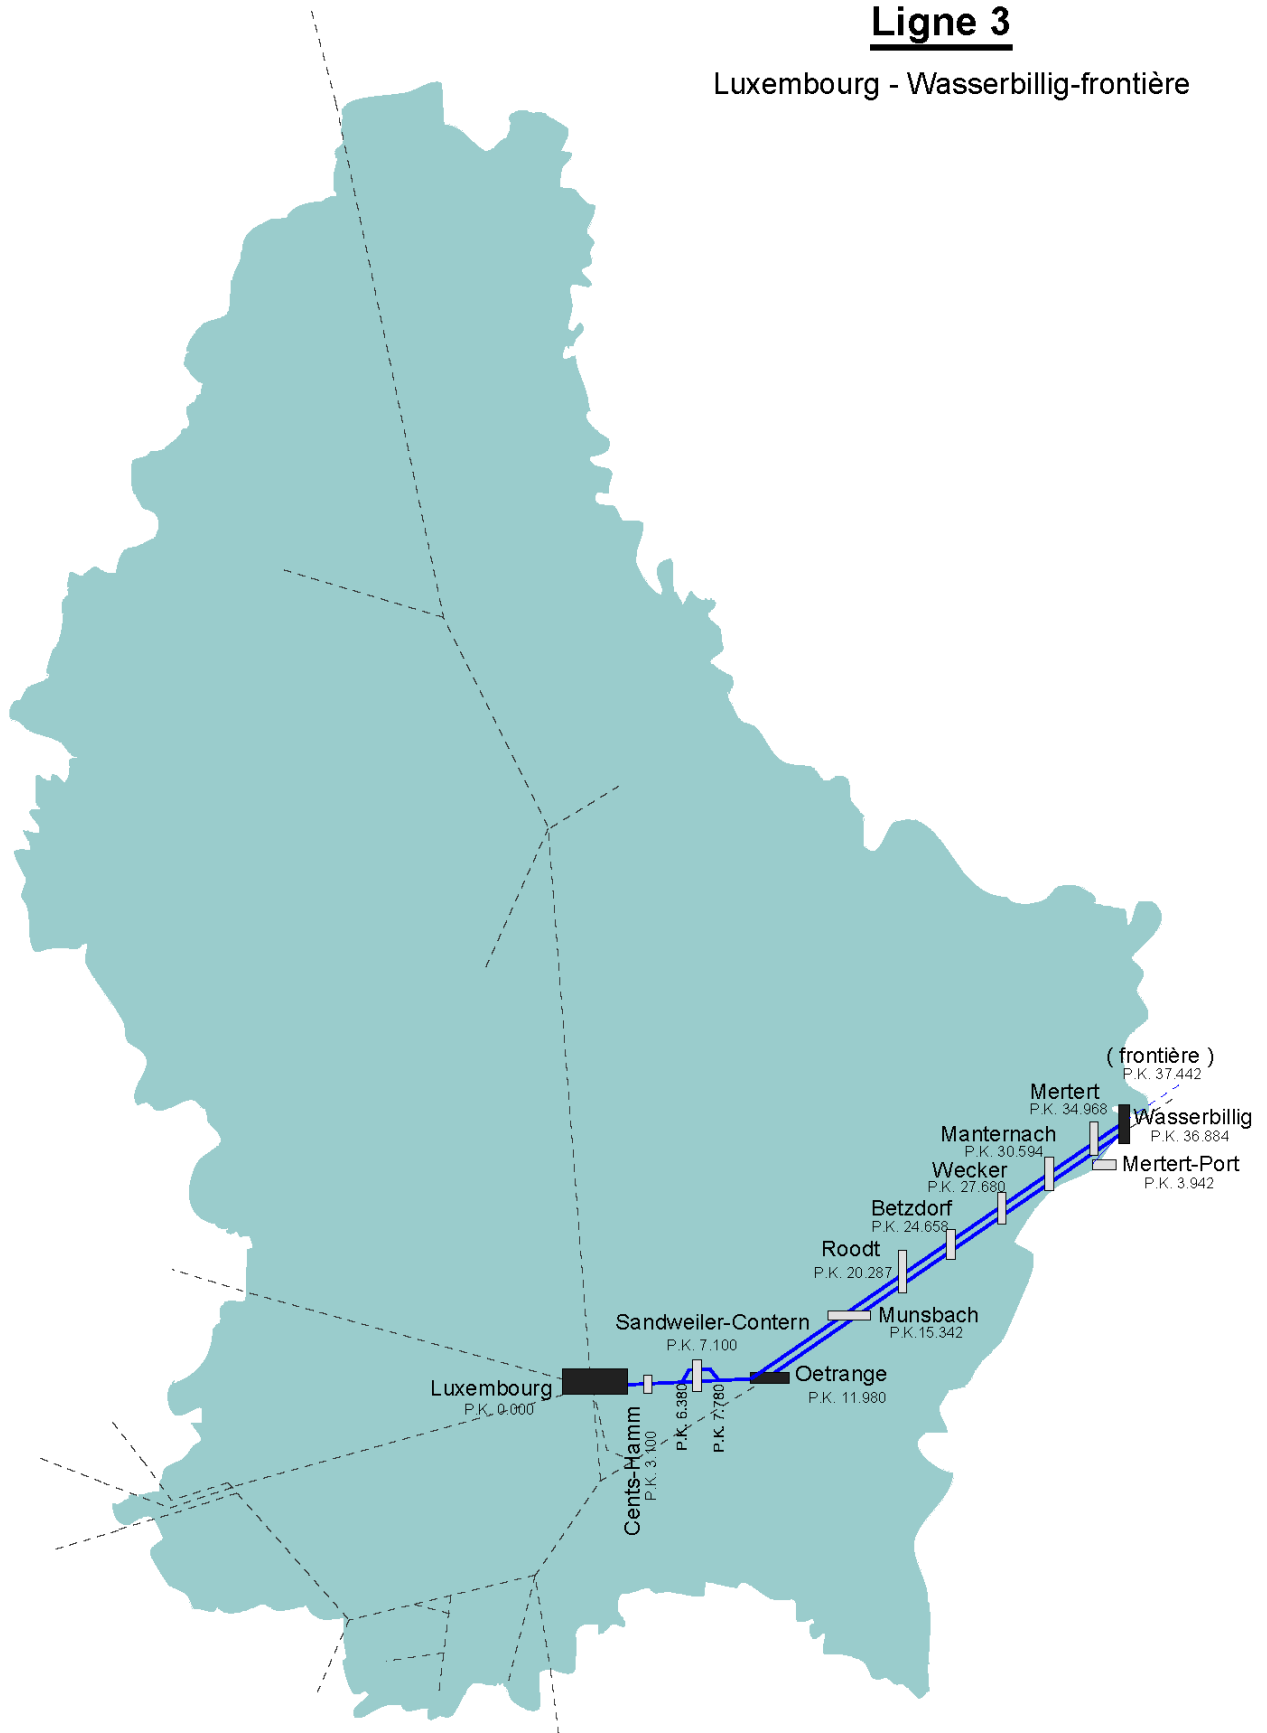 Ligne 3
Luxembourg - Wasserbillig-frontière
( frontière )
P.K. 37.442
Mertert
P.K. 34.968
Wasserbillig
P.K. 36.884
Manternach
P.K. 30.594
Mertert-Port
P.K. 3.942
Wecker
P.K. 27.680
Betzdorf
P.K. 24.658
Roodt
P.K. 20.287
Munsbach
P.K.15.342
Sandweiler-Contern
P.K. 7.100
Oetrange
P.K. 11.980
Luxembourg
P.K. 0.000
P.K. 6.380
P.K. 7.780
Cents-Hamm
P.K. 3.100